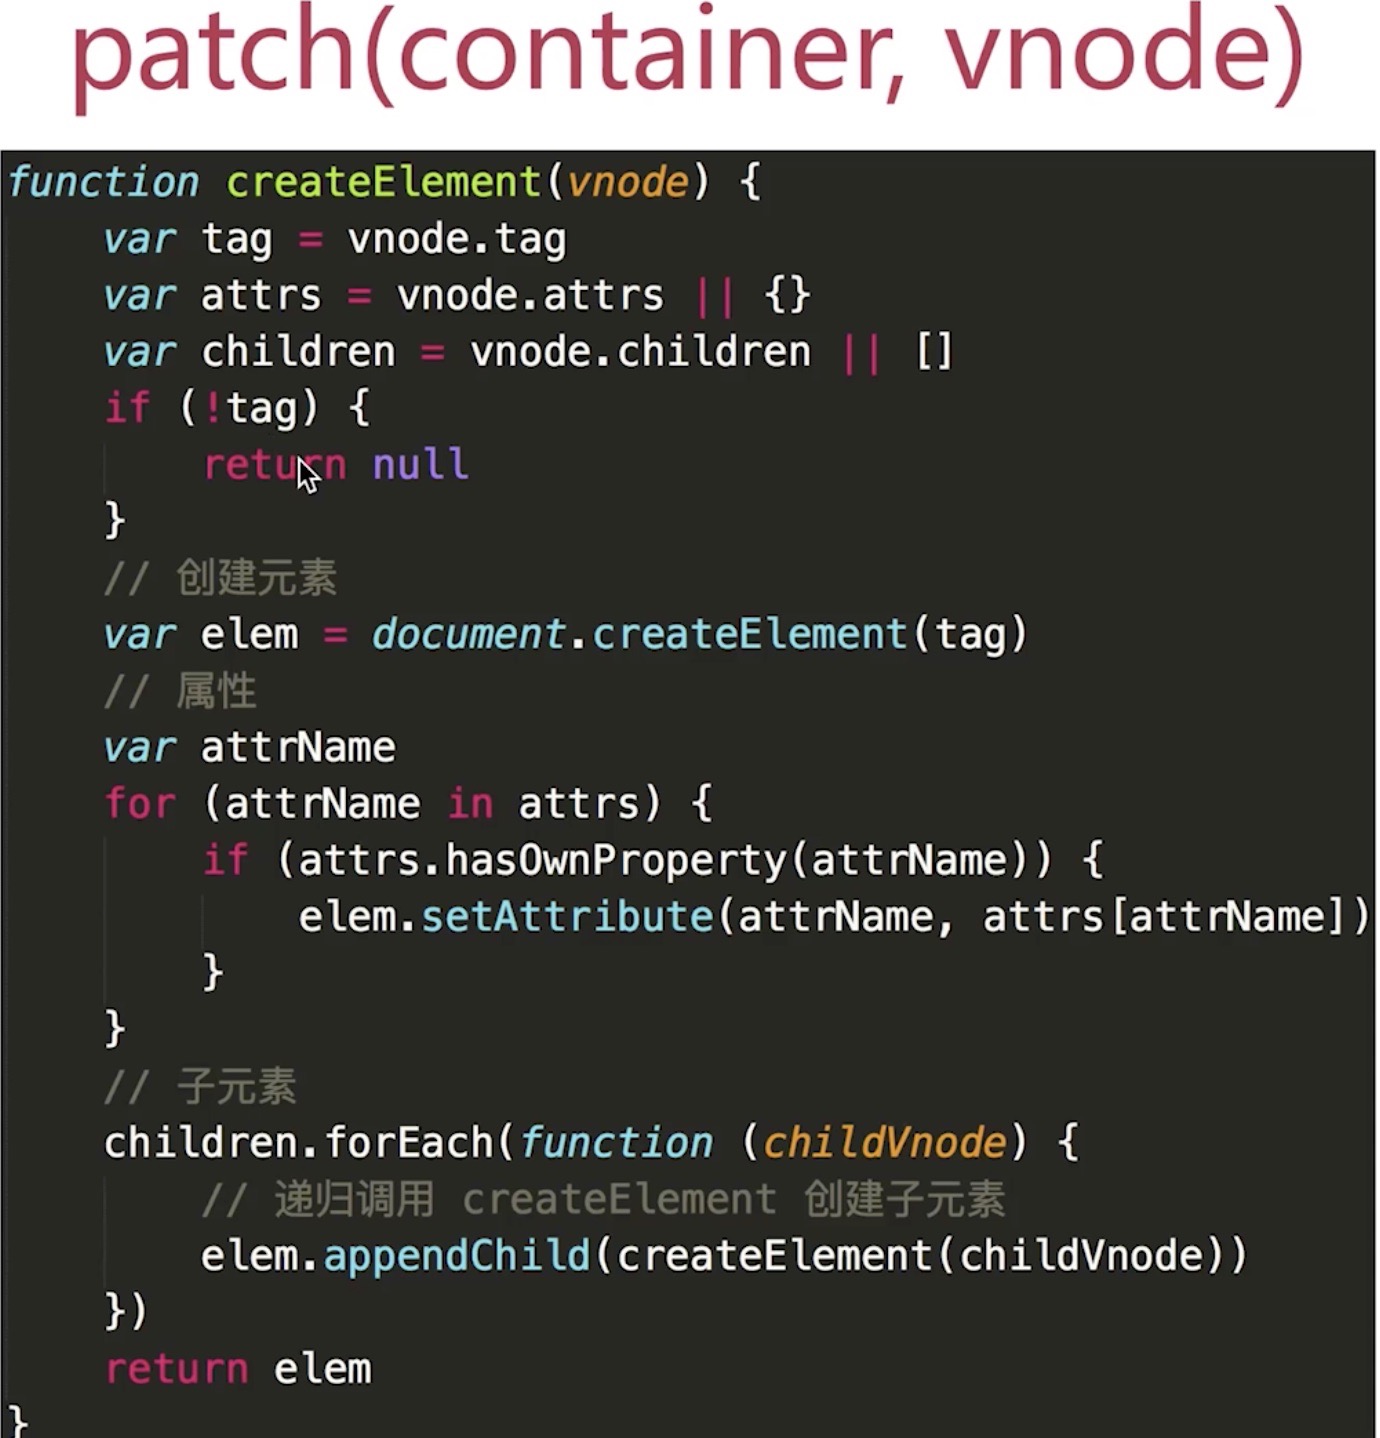 patch(container, vnode)
function createElement(vnode) {
    var tag = vnode.tag
    var attrs = vnode.attrs || {}
    var children = vnode.children || []
    if (!tag) {
        return null
    }
    // 创建元素
    var elem = document.createElement(tag)
    // 属性
    var attrName
    for (attrName in attrs) {
        if (attrs.hasOwnProperty(attrName)) {
            elem.setAttribute(attrName, attrs[attrName])
        }
    }
    // 子元素
    children.forEach(function (childVnode) {
        // 递归调用 createElement 创建子元素
        elem.appendChild(createElement(childVnode))
    })
    return elem
}